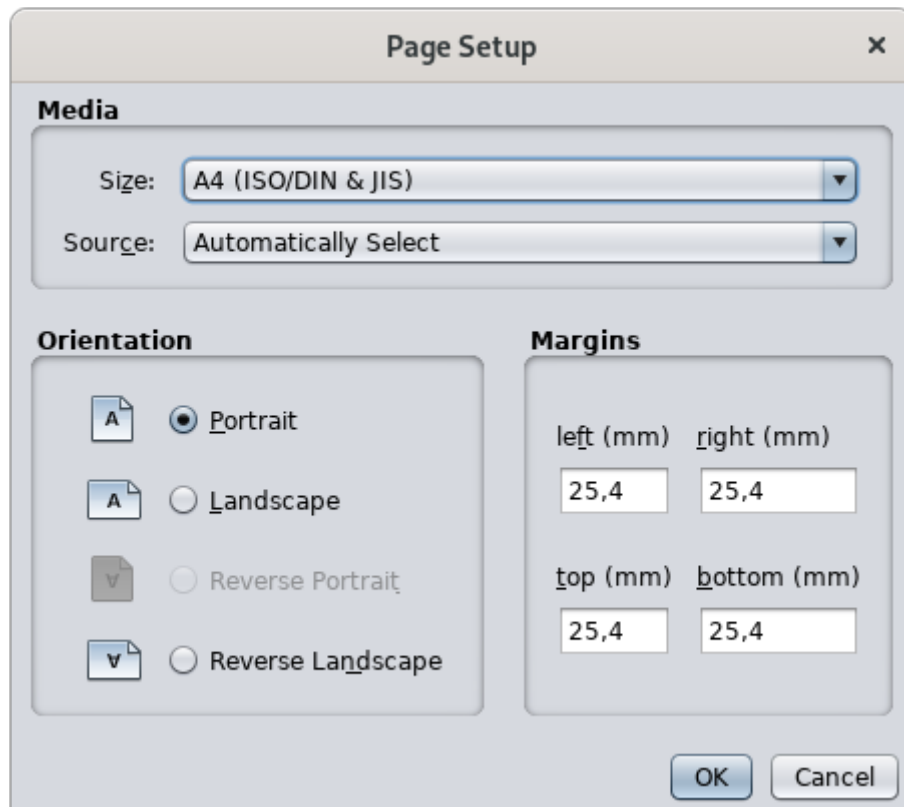 Page Setup
Media
Size: A4 (ISO/DIN & JIS)
Source: Automatically Select
Orientation
A Portrait
A Landscape
A Reverse Portrait
A Reverse Landscape
Margins
left (mm) right (mm)
25,4 25,4
top (mm) bottom (mm)
25,4 25,4
OK Cancel